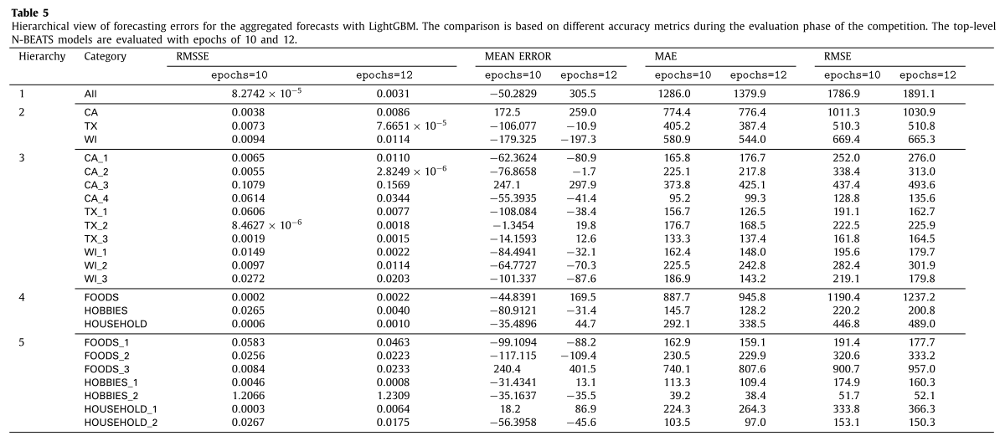 Table 5
Hierarchical view of forecasting errors for the aggregated forecasts with LightGBM. The comparison is based on different accuracy metrics during the evaluation phase of the competition. The top-level
N-BEATS models are evaluated with epochs of 10 and 12.
Hierarchy Category RMSSE MEAN ERROR MAE RMSE
epochs=10 epochs=12 epochs=10 epochs=12 epochs=10 epochs=12 epochs=10 epochs=12
1 All 8.2742 × 10⁻⁵ 0.0031 −50.2829 305.5 1286.0 1379.9 1786.9 1891.1
2 CA 0.0038 0.0086 172.5 259.0 774.4 776.4 1011.3 1030.9
TX 0.0073 7.6651 × 10⁻⁵ −106.077 −10.9 405.2 387.4 510.3 510.8
WI 0.0094 0.0114 −179.325 −197.3 580.9 544.0 669.4 665.3
3 CA_1 0.0065 0.0110 −62.3624 −80.9 165.8 176.7 252.0 276.0
CA_2 0.0055 2.8249 × 10⁻⁶ −76.8658 −1.7 225.1 217.8 338.4 313.0
CA_3 0.1079 0.1569 247.1 297.9 373.8 425.1 437.4 493.6
CA_4 0.0614 0.0344 −55.3935 −41.4 95.2 99.3 128.8 135.6
TX_1 0.0606 0.0077 −108.084 −38.4 156.7 126.5 191.1 162.7
TX_2 8.4627 × 10⁻⁶ 0.0018 −1.3454 19.8 176.7 168.5 222.5 225.9
TX_3 0.0019 0.0015 −14.1593 12.6 133.3 137.4 161.8 164.5
WI_1 0.0149 0.0022 −84.4941 −32.1 162.4 148.0 195.6 179.7
WI_2 0.0097 0.0114 −64.7727 −70.3 225.5 242.8 282.4 301.9
WI_3 0.0272 0.0203 −101.337 −87.6 186.9 143.2 219.1 179.8
4 FOODS 0.0002 0.0022 −44.8391 169.5 887.7 945.8 1190.4 1237.2
HOBBIES 0.0265 0.0040 −80.9121 −31.4 145.7 128.2 220.2 200.8
HOUSEHOLD 0.0006 0.0010 −35.4896 44.7 292.1 338.5 446.8 489.0
5 FOODS_1 0.0583 0.0463 −99.1094 −88.2 162.9 159.1 191.4 177.7
FOODS_2 0.0256 0.0223 −117.115 −109.4 230.5 229.9 320.6 333.2
FOODS_3 0.0084 0.0233 240.4 401.5 740.1 807.6 900.7 957.0
HOBBIES_1 0.0046 0.0008 −31.4341 13.1 113.3 109.4 174.9 160.3
HOBBIES_2 1.2066 1.2309 −35.1637 −35.5 39.2 38.4 51.7 52.1
HOUSEHOLD_1 0.0003 0.0064 18.2 86.9 224.3 264.3 333.8 366.3
HOUSEHOLD_2 0.0267 0.0175 −56.3958 −45.6 103.5 97.0 153.1 150.3